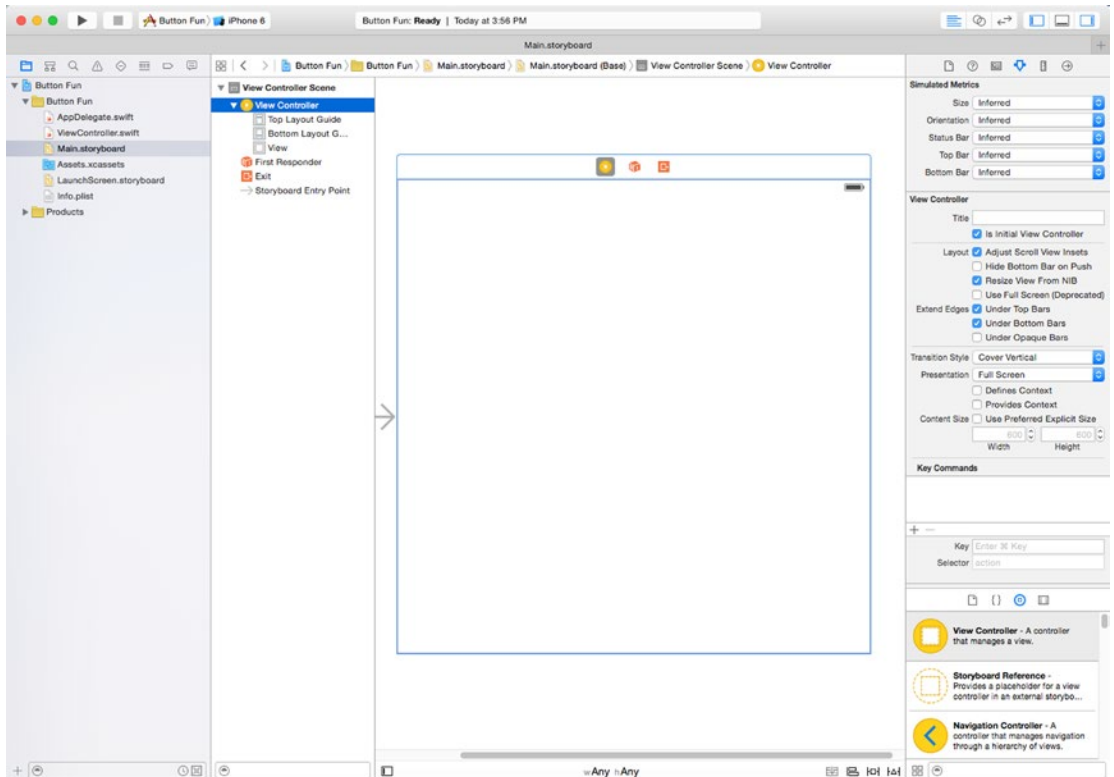 Button Fun
iPhone 6
Button Fun: Ready | Today at 3:56 PM
Main.storyboard
Button Fun
Button Fun
Main.storyboard
Main.storyboard (Base)
View Controller Scene
View Controller
Button Fun
Button Fun
AppDelegate.swift
ViewController.swift
Main.storyboard
Assets.xcassets
LaunchScreen.storyboard
Info.plist
Products
View Controller Scene
View Controller
Top Layout Guide
Bottom Layout G...
View
First Responder
Exit
Storyboard Entry Point
wAny hAny
Simulated Metrics
Size Inferred
Orientation Inferred
Status Bar Inferred
Top Bar Inferred
Bottom Bar Inferred
View Controller
Title
Is Initial View Controller
Layout Adjust Scroll View Insets
Hide Bottom Bar on Push
Resize View From NIB
Use Full Screen (Deprecated)
Extend Edges Under Top Bars
Under Bottom Bars
Under Opaque Bars
Transition Style Cover Vertical
Presentation Full Screen
Defines Context
Provides Context
Content Size Use Preferred Explicit Size
600 600
Width Height
Key Commands
Key Enter ⌘ Key
Selector action
View Controller - A controller
that manages a view.
Storyboard Reference -
Provides a placeholder for a view
controller in an external storybo...
Navigation Controller - A
controller that manages navigation
through a hierarchy of views.